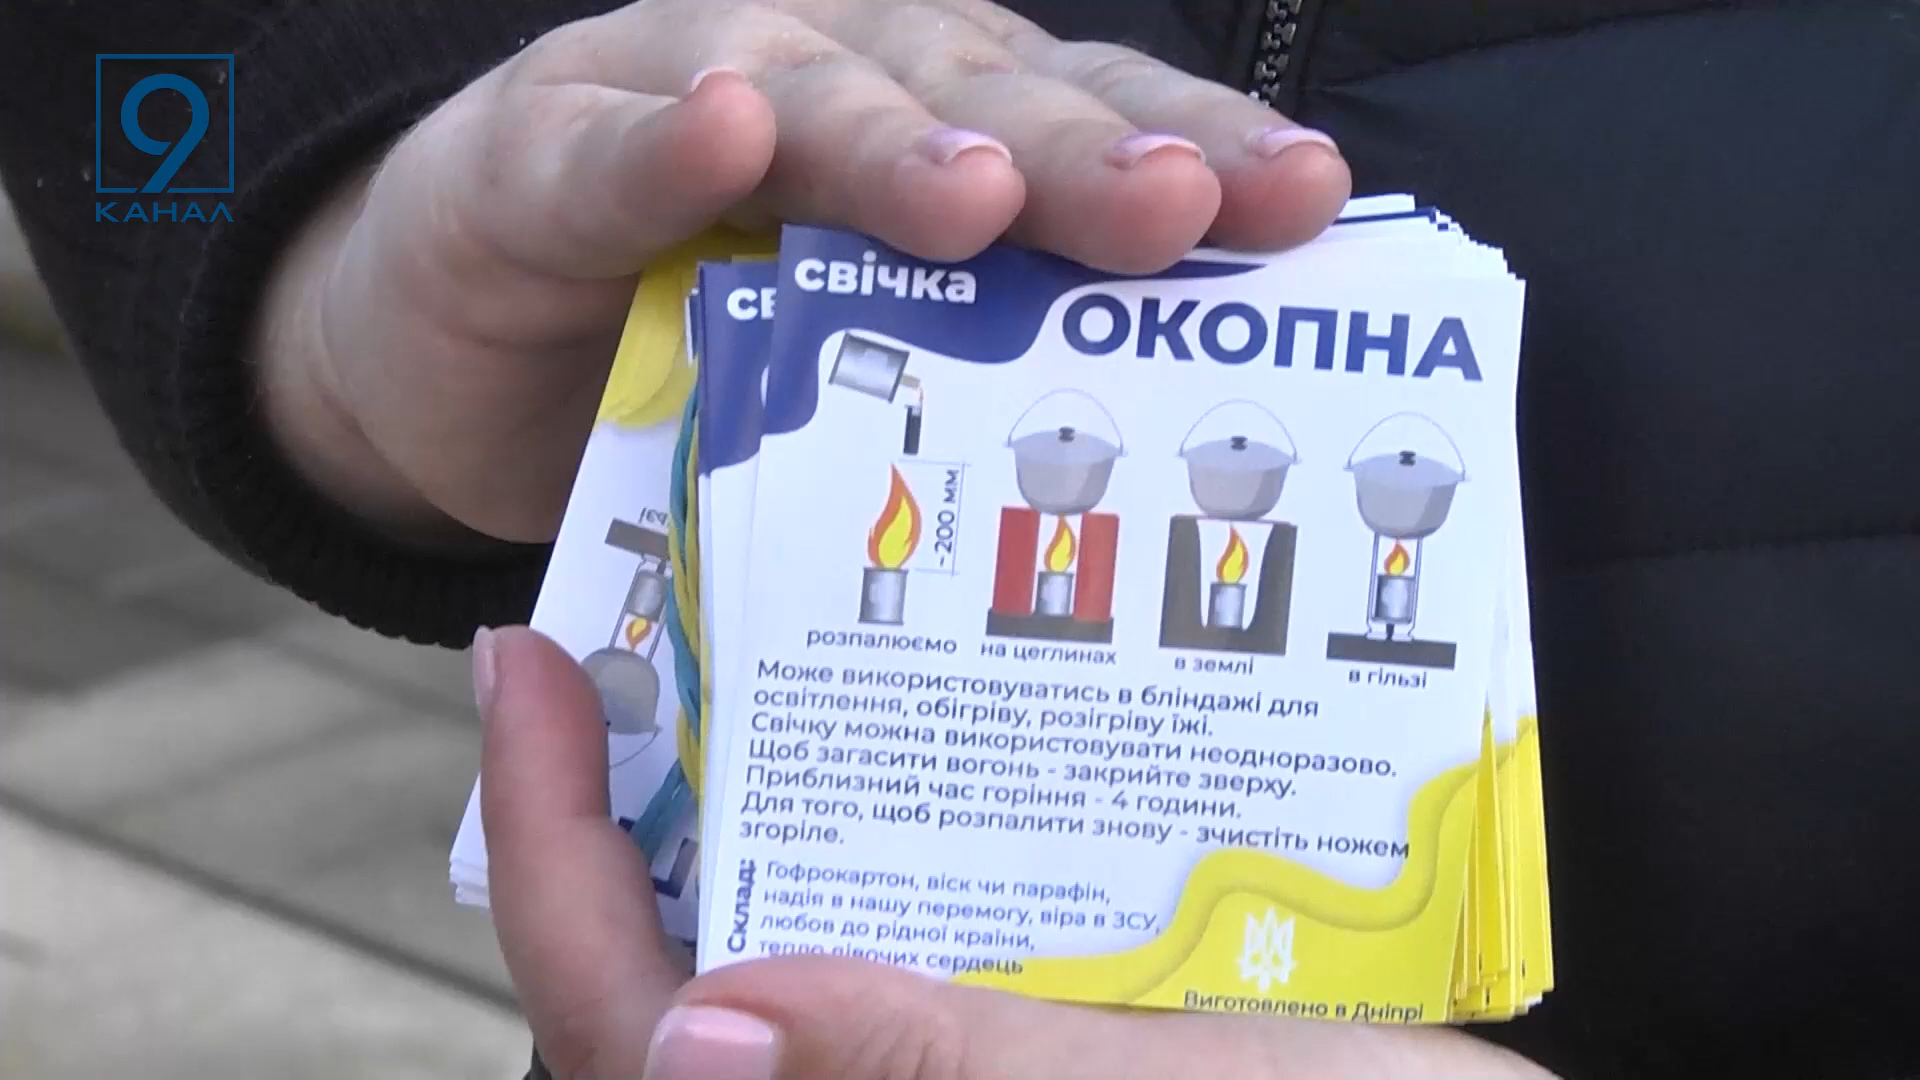 9
КАНАЛ
свічка
ОКОПНА
~200 мм
розпалюємо
на цеглинах
в землі
в гільзі
Може використовуватись в бліндажі для
освітлення, обігріву, розігріву їжі.
Свічку можна використовувати неодноразово.
Щоб загасити вогонь - закрийте зверху.
Приблизний час горіння - 4 години.
Для того, щоб розпалити знову - зчистіть ножем
згоріле.
Склад:
Гофрокартон, віск чи парафін,
надія в нашу перемогу, віра в ЗСУ,
любов до рідної країни,
тепло дівочих сердець
Виготовлено в Дніпрі